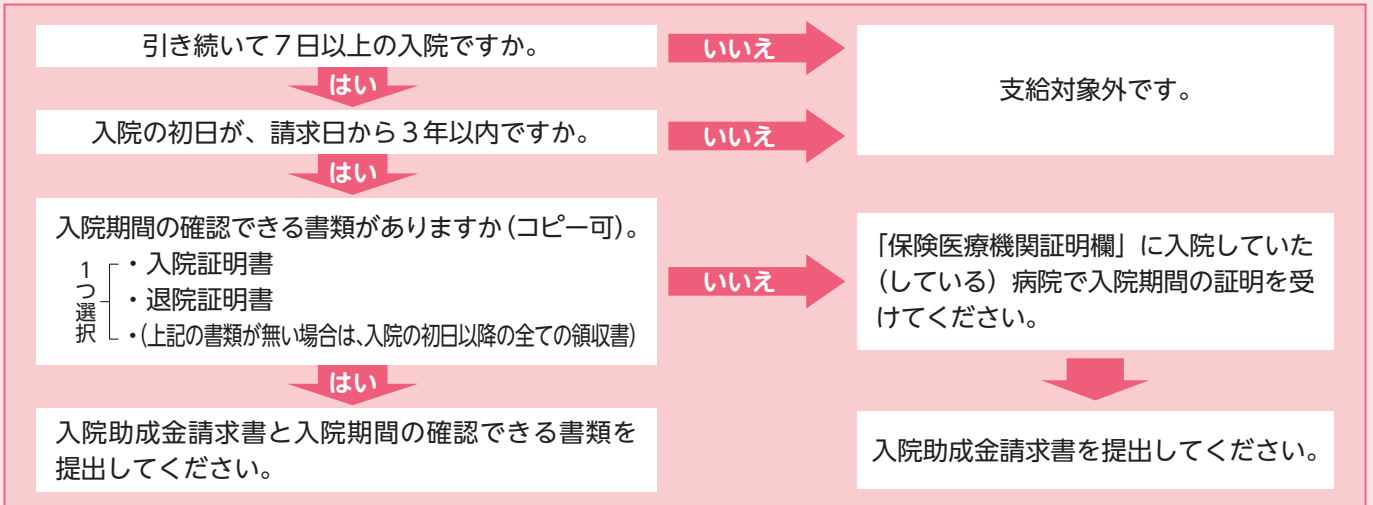 引き続いて７日以上の入院ですか。
いいえ
支給対象外です。
はい
入院の初日が、請求日から３年以内ですか。
いいえ
はい
入院期間の確認できる書類がありますか（コピー可）。
１つ選択
・入院証明書
・退院証明書
・（上記の書類が無い場合は、入院の初日以降の全ての領収書）
いいえ
「保険医療機関証明欄」に入院していた
（している）病院で入院期間の証明を受
けてください。
はい
入院助成金請求書と入院期間の確認できる書類を
提出してください。
入院助成金請求書を提出してください。